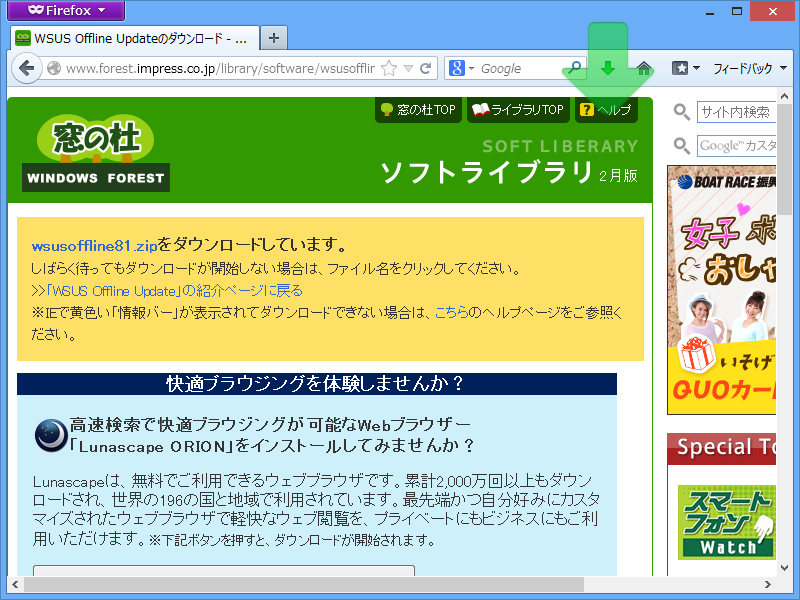 Firefox
WSUS Offline Updateのダウンロード - ...
www.forest.impress.co.jp/library/software/wsusofflin
Google
フィードバック
窓の杜TOP
ライブラリTOP
ヘルプ
サイト内検索
窓の杜
WINDOWS FOREST
SOFT LIBERARY
ソフトライブラリ 2月版
Google™カスタ
BOAT RACE 振興
女子 ボ
おしゃ
いそげ
QUOカー
wsusoffline81.zipをダウンロードしています。
しばらく待ってもダウンロードが開始しない場合は、ファイル名をクリックしてください。
>>「WSUS Offline Update」の紹介ページに戻る
※IEで黄色い「情報バー」が表示されてダウンロードできない場合は、こちらのヘルプページをご参照く
ださい。
快適ブラウジングを体験しませんか？
高速検索で快適ブラウジングが可能なWebブラウザー
「Lunascape ORION」をインストールしてみませんか？
Lunascapeは、無料でご利用できるウェブブラウザです。累計2,000万回以上もダウン
ロードされ、世界の196の国と地域で利用されています。最先端かつ自分好みにカスタ
マイズされたウェブブラウザで軽快なウェブ閲覧を、プライベートにもビジネスにもご利
用いただけます。※下記ボタンを押すと、ダウンロードが開始されます。
Special To
スマート
フォン
Watch